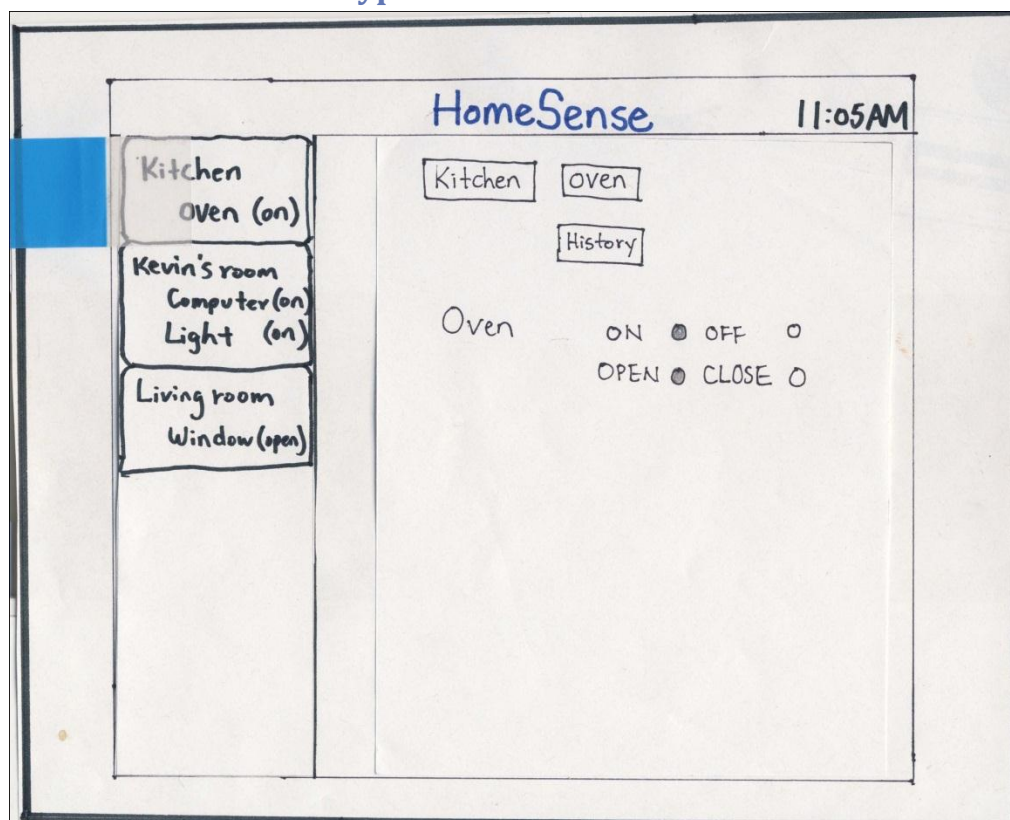 HomeSense 11:05AM
Kitchen
Oven (on)
Kevin's room
Computer (on)
Light (on)
Living room
Window (open)
Kitchen Oven
History
Oven ON OFF
OPEN CLOSE